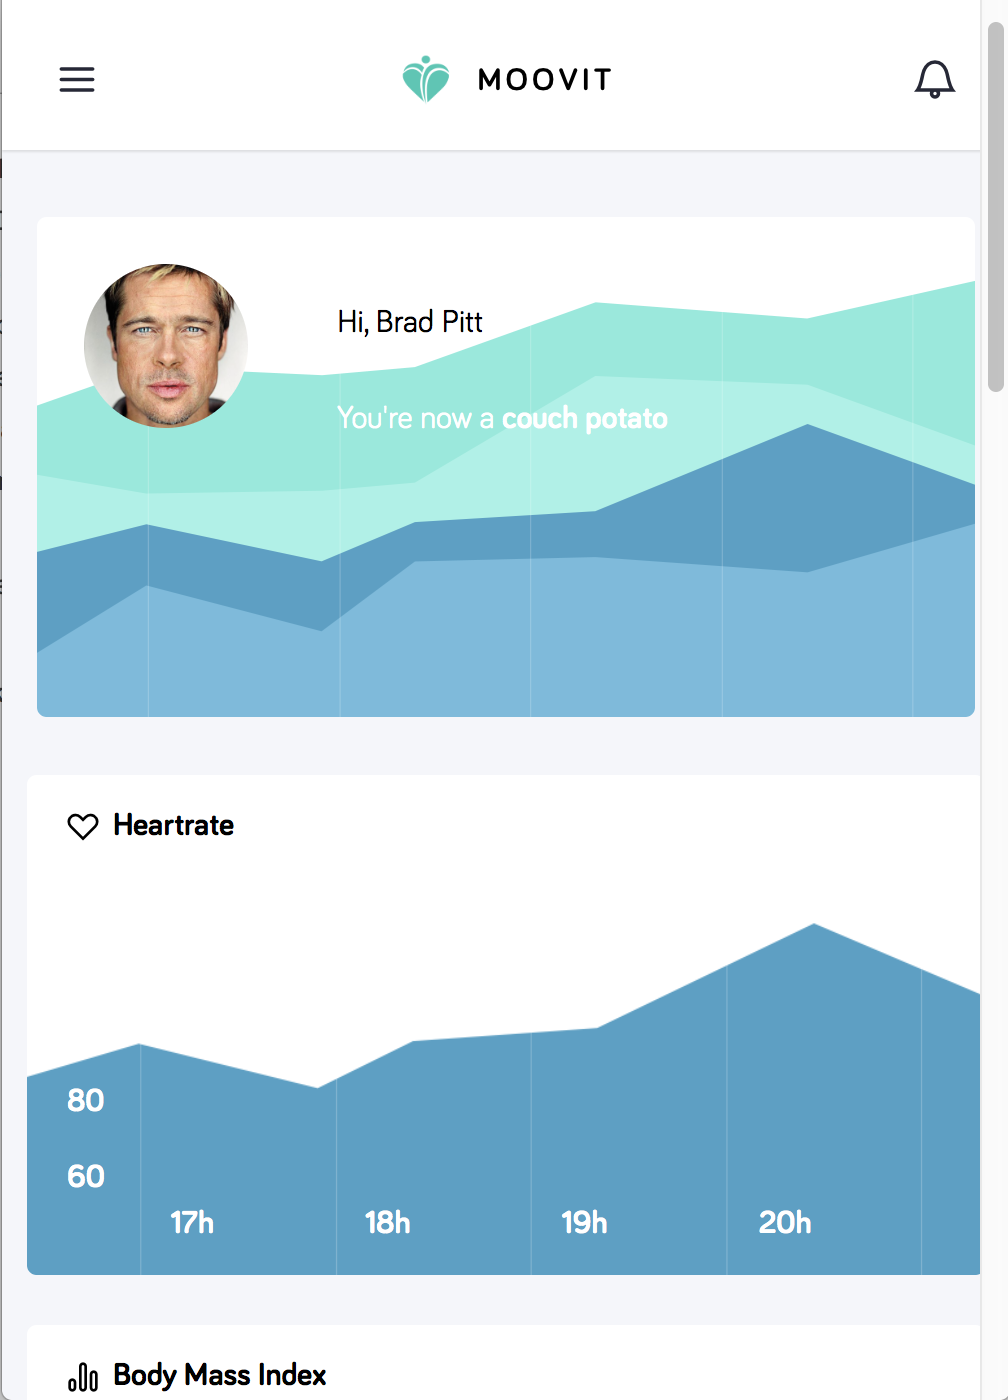 MOOVIT
Hi, Brad Pitt
You're now a couch potato
Heartrate
80
60
17h 18h 19h 20h
Body Mass Index